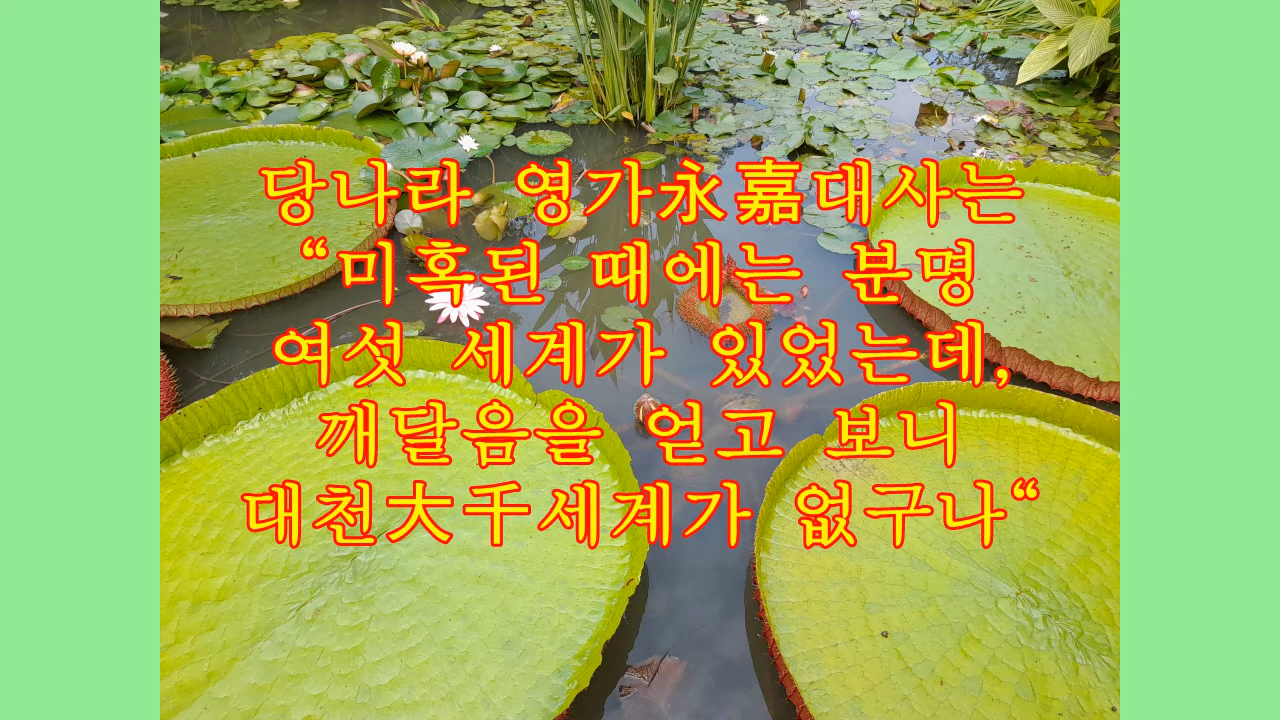 당나라 영가永嘉대사는
“미혹된 때에는 분명
여섯 세계가 있었는데,
깨달음을 얻고 보니
대천大千세계가 없구나“